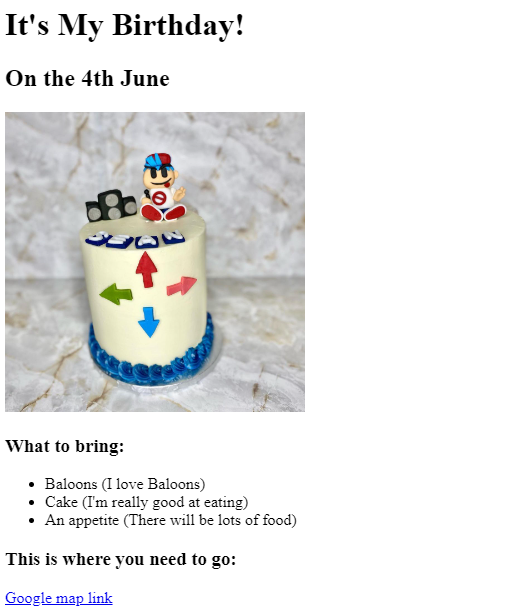 It's My Birthday!
On the 4th June
SEAN
What to bring:
Baloons (I love Baloons)
Cake (I'm really good at eating)
An appetite (There will be lots of food)
This is where you need to go:
Google map link